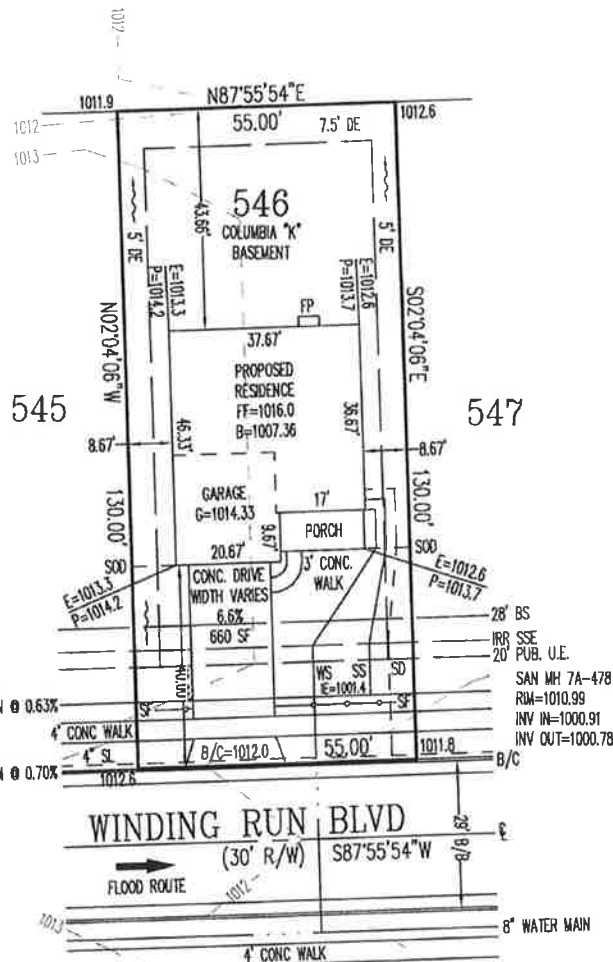 1012
N87°55'54"E
1011.9
55.00'
7.5' DE
1012.6
1012
1013
43.66'
546
COLUMBIA "K"
BASEMENT
5' DE
5' DE
E=1013.3
P=1014.2
E=1012.6
P=1013.7
FP
N02°04'06"W
S02°04'06"E
37.67'
PROPOSED
RESIDENCE
FF=1016.0
B=1007.36
545
547
46.33'
36.67'
8.67'
8.67'
130.00'
130.00'
GARAGE
G=1014.33
17'
9.67'
PORCH
SOD
SOD
20.67'
3' CONC.
WALK
CONC. DRIVE
WIDTH VARIES
6.6%
660 SF
E=1013.3
P=1014.2
E=1012.6
P=1013.7
28' BS
IRR SSE
20' PUB. U.E.
40.00'
WS
SS
SD
IE=1001.4
SAN MH 7A-478
RIM=1010.99
INV IN=1000.91
INV OUT=1000.78
N @ 0.63%
SF
SF
4' CONC WALK
4" SL
B/C=1012.0
55.00'
1011.8
B/C
N @ 0.70%
1012.6
WINDING RUN BLVD
(30' R/W)
S87°55'54"W
29' B/B
FLOOD ROUTE
1012
1013
8" WATER MAIN
4' CONC WALK